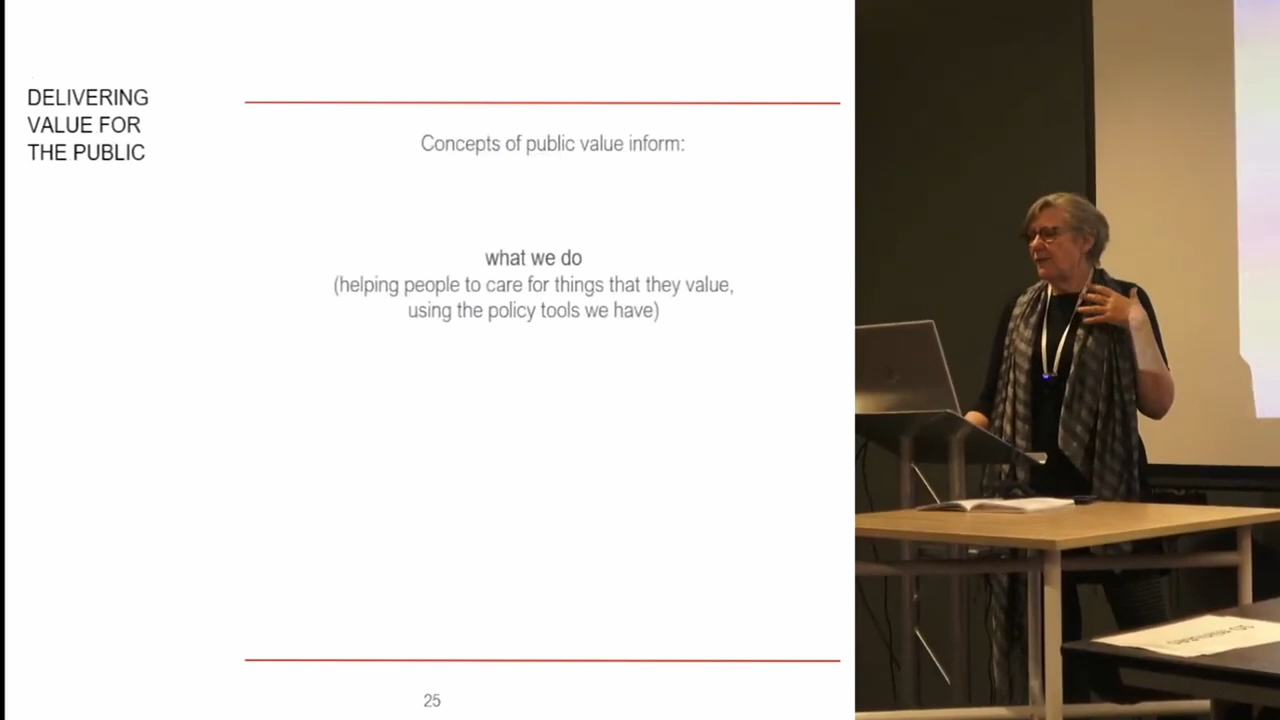 DELIVERING
VALUE FOR
THE PUBLIC
Concepts of public value inform:
what we do
(helping people to care for things that they value,
using the policy tools we have)
25